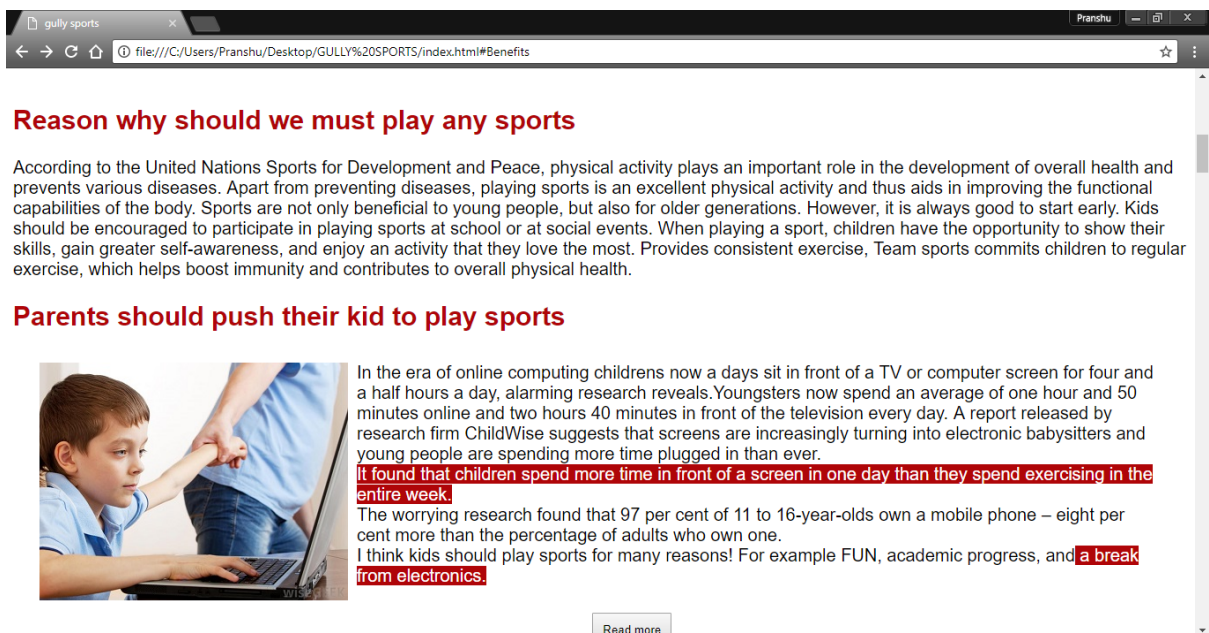 gully sports
Pranshu
file:///C:/Users/Pranshu/Desktop/GULLY%20SPORTS/index.html#Benefits
Reason why should we must play any sports
According to the United Nations Sports for Development and Peace, physical activity plays an important role in the development of overall health and
prevents various diseases. Apart from preventing diseases, playing sports is an excellent physical activity and thus aids in improving the functional
capabilities of the body. Sports are not only beneficial to young people, but also for older generations. However, it is always good to start early. Kids
should be encouraged to participate in playing sports at school or at social events. When playing a sport, children have the opportunity to show their
skills, gain greater self-awareness, and enjoy an activity that they love the most. Provides consistent exercise, Team sports commits children to regular
exercise, which helps boost immunity and contributes to overall physical health.
Parents should push their kid to play sports
In the era of online computing childrens now a days sit in front of a TV or computer screen for four and
a half hours a day, alarming research reveals.Youngsters now spend an average of one hour and 50
minutes online and two hours 40 minutes in front of the television every day. A report released by
research firm ChildWise suggests that screens are increasingly turning into electronic babysitters and
young people are spending more time plugged in than ever.
It found that children spend more time in front of a screen in one day than they spend exercising in the
entire week.
The worrying research found that 97 per cent of 11 to 16-year-olds own a mobile phone – eight per
cent more than the percentage of adults who own one.
I think kids should play sports for many reasons! For example FUN, academic progress, and a break
from electronics.
Read more